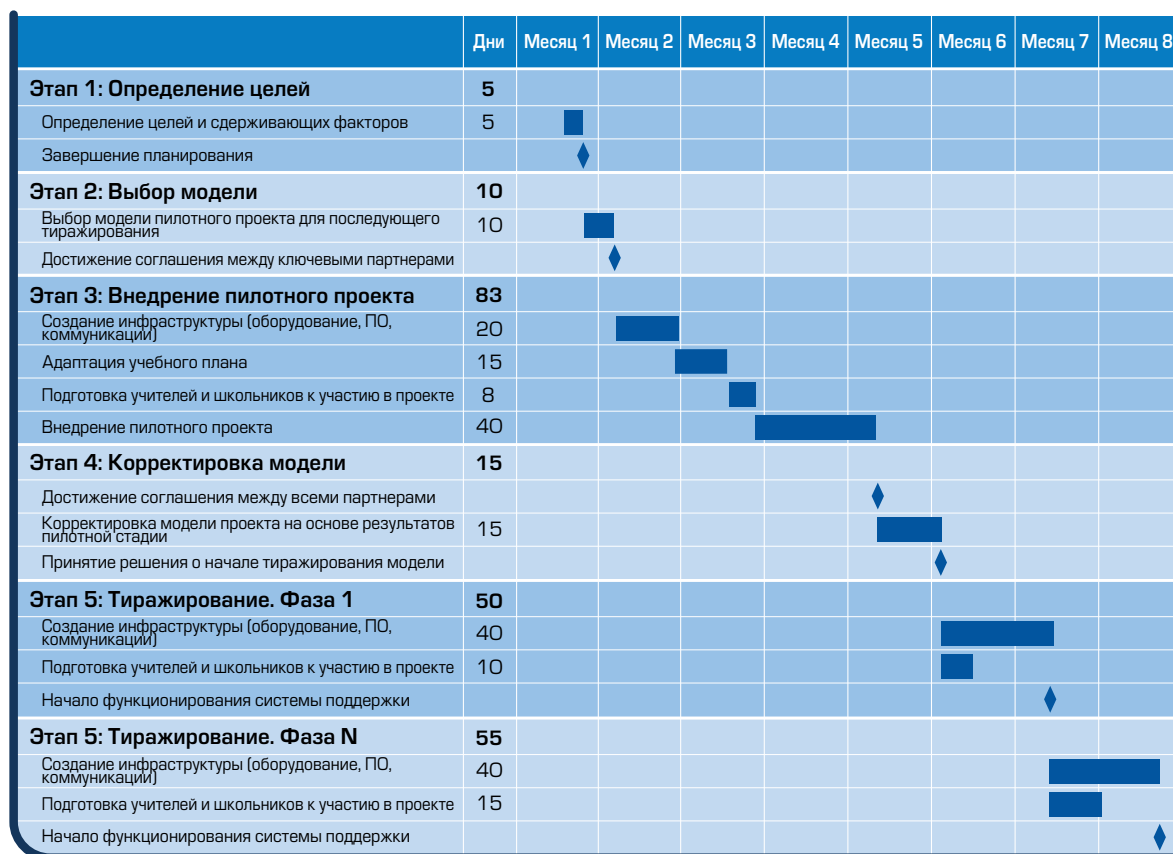 Дни Месяц 1 Месяц 2 Месяц 3 Месяц 4 Месяц 5 Месяц 6 Месяц 7 Месяц 8
Этап 1: Определение целей 5
Определение целей и сдерживающих факторов 5
Завершение планирования
Этап 2: Выбор модели 10
Выбор модели пилотного проекта для последующего
тиражирования 10
Достижение соглашения между ключевыми партнерами
Этап 3: Внедрение пилотного проекта 83
Создание инфраструктуры (оборудование, ПО,
коммуникации) 20
Адаптация учебного плана 15
Подготовка учителей и школьников к участию в проекте 8
Внедрение пилотного проекта 40
Этап 4: Корректировка модели 15
Достижение соглашения между всеми партнерами
Корректировка модели проекта на основе результатов
пилотной стадии 15
Принятие решения о начале тиражирования модели
Этап 5: Тиражирование. Фаза 1 50
Создание инфраструктуры (оборудование, ПО,
коммуникации) 40
Подготовка учителей и школьников к участию в проекте 10
Начало функционирования системы поддержки
Этап 5: Тиражирование. Фаза N 55
Создание инфраструктуры (оборудование, ПО,
коммуникации) 40
Подготовка учителей и школьников к участию в проекте 15
Начало функционирования системы поддержки